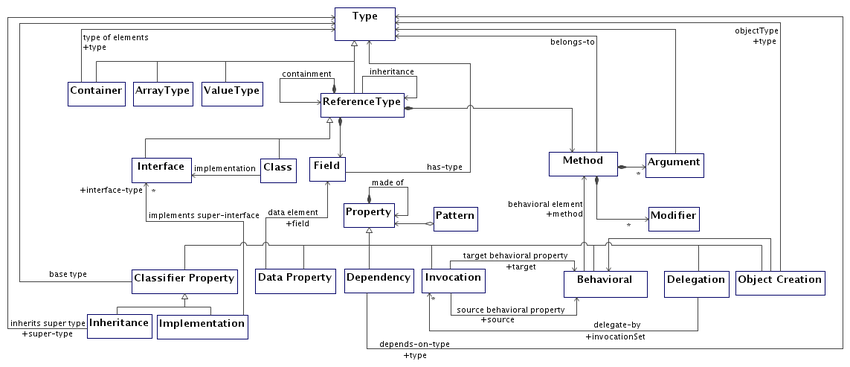 Type
type of elements
+type
objectType
+type
belongs-to
containment
inheritance
Container
ArrayType
ValueType
ReferenceType
Interface
implementation
Class
Field
has-type
Method
Argument
*
+interface-type
*
made of
behavioral element
+method
implements super-interface
data element
+field
Property
Pattern
Modifier
*
target behavioral property
+target
base type
Classifier Property
Data Property
Dependency
Invocation
Behavioral
Delegation
Object Creation
*
source behavioral property
+source
inherits super type
+super-type
Inheritance
Implementation
delegate-by
+invocationSet
depends-on-type
+type